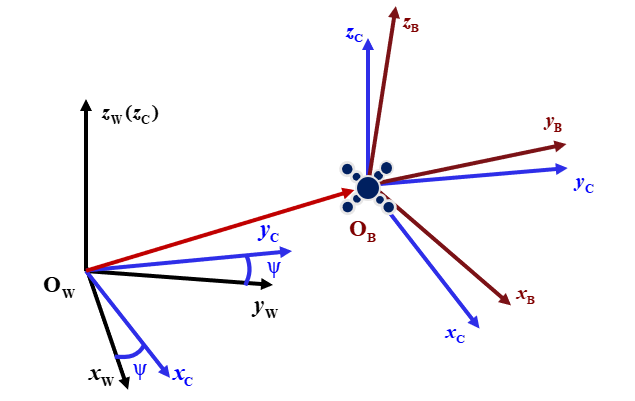 z_B
z_C
z_W(z_C)
y_B
y_C
O_B
y_C
ψ
O_W
y_W
x_B
x_C
x_W
ψ
x_C